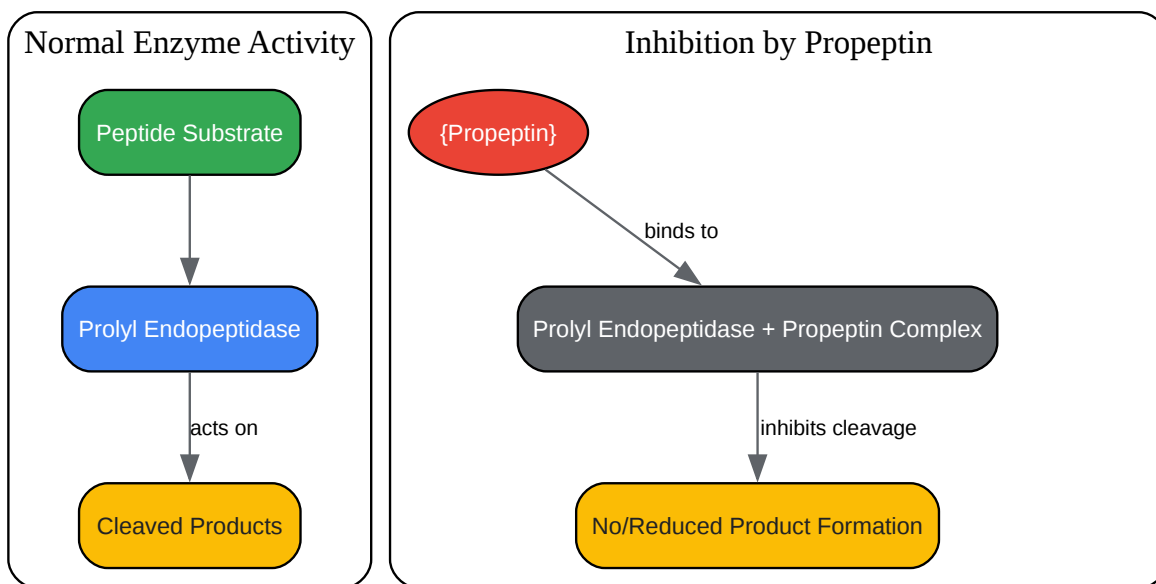 Normal Enzyme Activity
Peptide Substrate
Prolyl Endopeptidase
acts on
Cleaved Products
Inhibition by Propeptin
{Propeptin}
binds to
Prolyl Endopeptidase + Propeptin Complex
inhibits cleavage
No/Reduced Product Formation